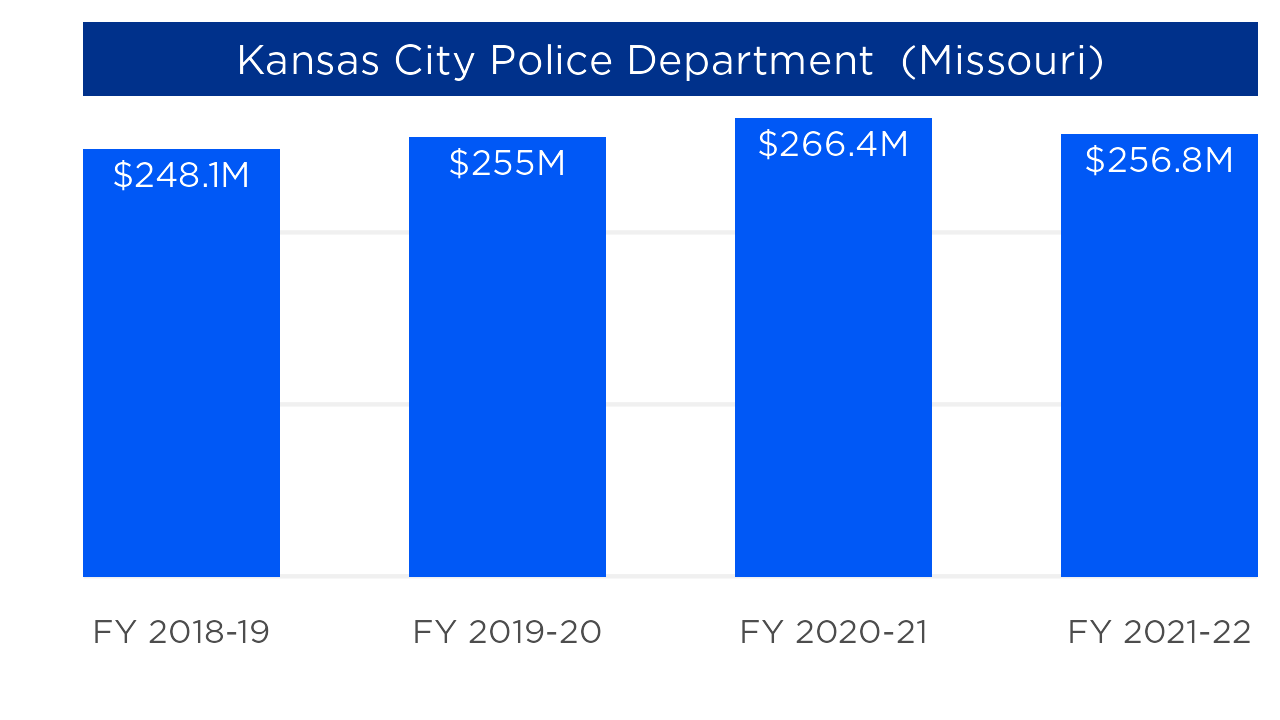 Kansas City Police Department (Missouri)
$248.1M
$255M
$266.4M
$256.8M
FY 2018-19
FY 2019-20
FY 2020-21
FY 2021-22